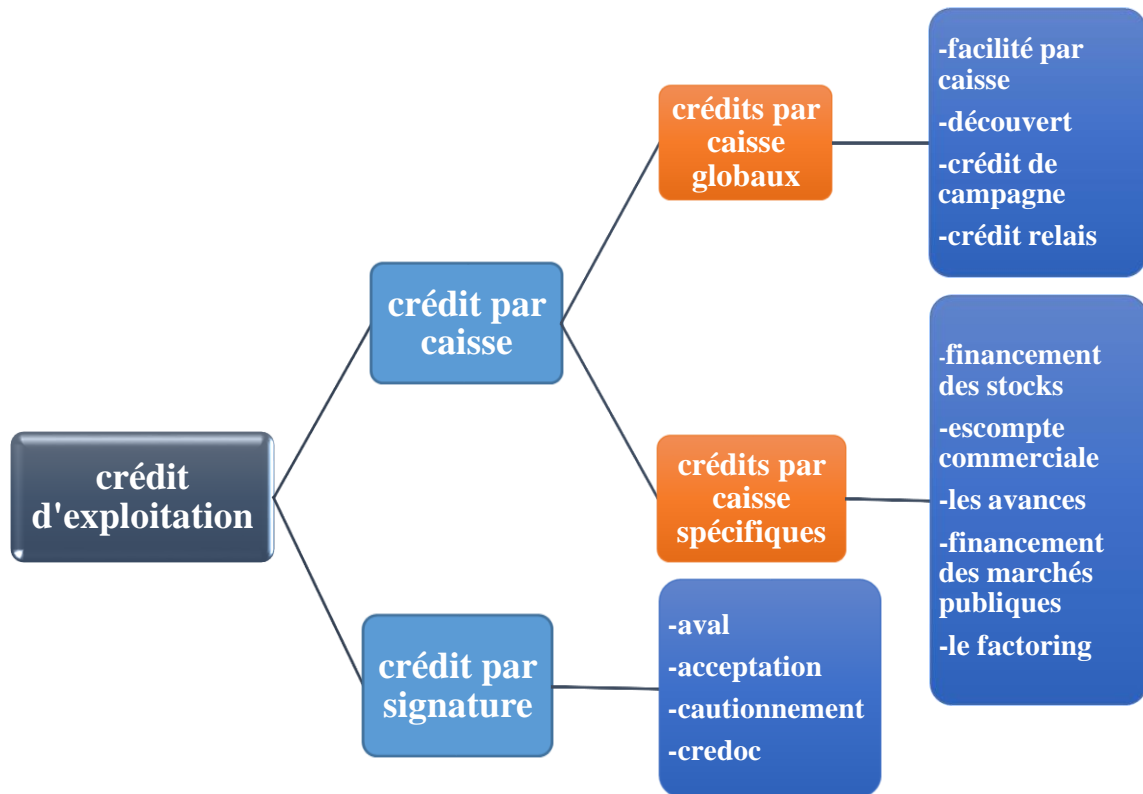 crédit
d'exploitation
crédit par
caisse
crédits par
caisse
globaux
-facilité par
caisse
-découvert
-crédit de
campagne
-crédit relais
crédits par
caisse
spécifiques
-financement
des stocks
-escompte
commerciale
-les avances
-financement
des marchés
publiques
-le factoring
crédit par
signature
-aval
-acceptation
-cautionnement
-credoc